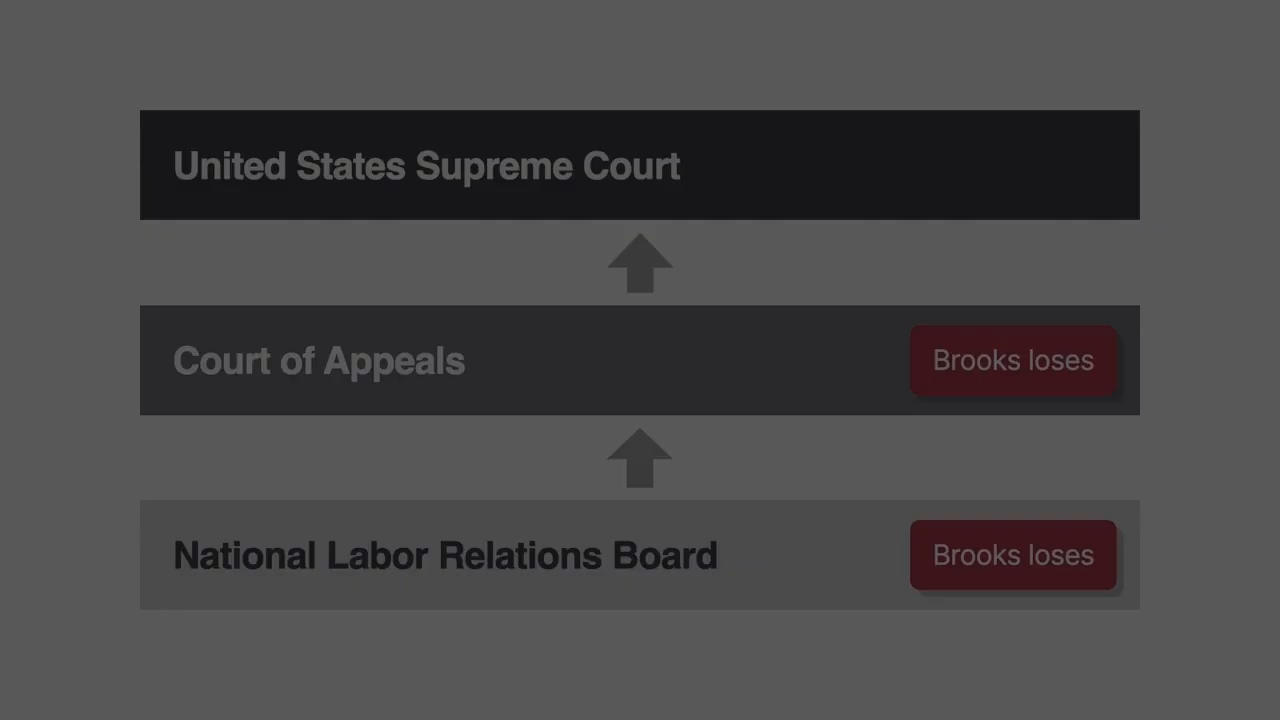 United States Supreme Court
Court of Appeals
Brooks loses
National Labor Relations Board
Brooks loses